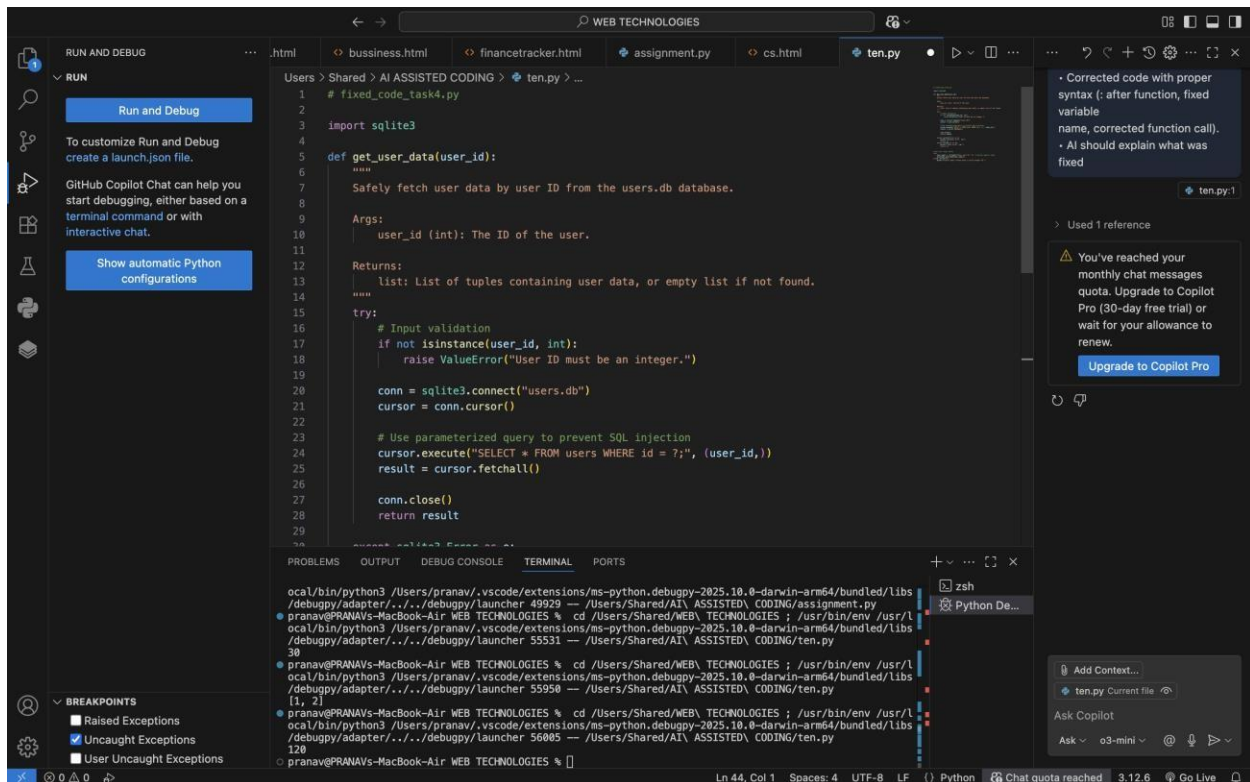 WEB TECHNOLOGIES
RUN AND DEBUG
RUN
Run and Debug
To customize Run and Debug
create a launch.json file.
GitHub Copilot Chat can help you
start debugging, either based on a
terminal command or with
interactive chat.
Show automatic Python
configurations
BREAKPOINTS
Raised Exceptions
Uncaught Exceptions
User Uncaught Exceptions
.html bussiness.html financetracker.html assignment.py cs.html ten.py
Users > Shared > AI ASSISTED CODING > ten.py > ...
1 # fixed_code_task4.py
2
3 import sqlite3
4
5 def get_user_data(user_id):
6 """
7 Safely fetch user data by user ID from the users.db database.
8
9 Args:
10 user_id (int): The ID of the user.
11
12 Returns:
13 list: List of tuples containing user data, or empty list if not found.
14 """
15 try:
16 # Input validation
17 if not isinstance(user_id, int):
18 raise ValueError("User ID must be an integer.")
19
20 conn = sqlite3.connect("users.db")
21 cursor = conn.cursor()
22
23 # Use parameterized query to prevent SQL injection
24 cursor.execute("SELECT * FROM users WHERE id = ?;", (user_id,))
25 result = cursor.fetchall()
26
27 conn.close()
28 return result
29
30 except sqlite3.Error as e:
PROBLEMS OUTPUT DEBUG CONSOLE TERMINAL PORTS
ocal/bin/python3 /Users/pranav/.vscode/extensions/ms-python.debugpy-2025.10.0-darwin-arm64/bundled/libs
/debugpy/adapter/../../debugpy/launcher 49929 -- /Users/Shared/AI\ ASSISTED\ CODING/assignment.py
pranav@PRANAVs-MacBook-Air WEB TECHNOLOGIES % cd /Users/Shared/WEB\ TECHNOLOGIES ; /usr/bin/env /usr/l
ocal/bin/python3 /Users/pranav/.vscode/extensions/ms-python.debugpy-2025.10.0-darwin-arm64/bundled/libs
/debugpy/adapter/../../debugpy/launcher 55531 -- /Users/Shared/AI\ ASSISTED\ CODING/ten.py
30
pranav@PRANAVs-MacBook-Air WEB TECHNOLOGIES % cd /Users/Shared/WEB\ TECHNOLOGIES ; /usr/bin/env /usr/l
ocal/bin/python3 /Users/pranav/.vscode/extensions/ms-python.debugpy-2025.10.0-darwin-arm64/bundled/libs
/debugpy/adapter/../../debugpy/launcher 55950 -- /Users/Shared/AI\ ASSISTED\ CODING/ten.py
[1, 2]
pranav@PRANAVs-MacBook-Air WEB TECHNOLOGIES % cd /Users/Shared/WEB\ TECHNOLOGIES ; /usr/bin/env /usr/l
ocal/bin/python3 /Users/pranav/.vscode/extensions/ms-python.debugpy-2025.10.0-darwin-arm64/bundled/libs
/debugpy/adapter/../../debugpy/launcher 56005 -- /Users/Shared/AI\ ASSISTED\ CODING/ten.py
120
pranav@PRANAVs-MacBook-Air WEB TECHNOLOGIES %
zsh
Python De...
• Corrected code with proper
syntax (: after function, fixed
variable
name, corrected function call).
• AI should explain what was
fixed
ten.py:1
Used 1 reference
You've reached your
monthly chat messages
quota. Upgrade to Copilot
Pro (30-day free trial) or
wait for your allowance to
renew.
Upgrade to Copilot Pro
Add Context...
ten.py Current file
Ask Copilot
Ask o3-mini
0 0 Ln 44, Col 1 Spaces: 4 UTF-8 LF {} Python Chat quota reached 3.12.6 Go Live